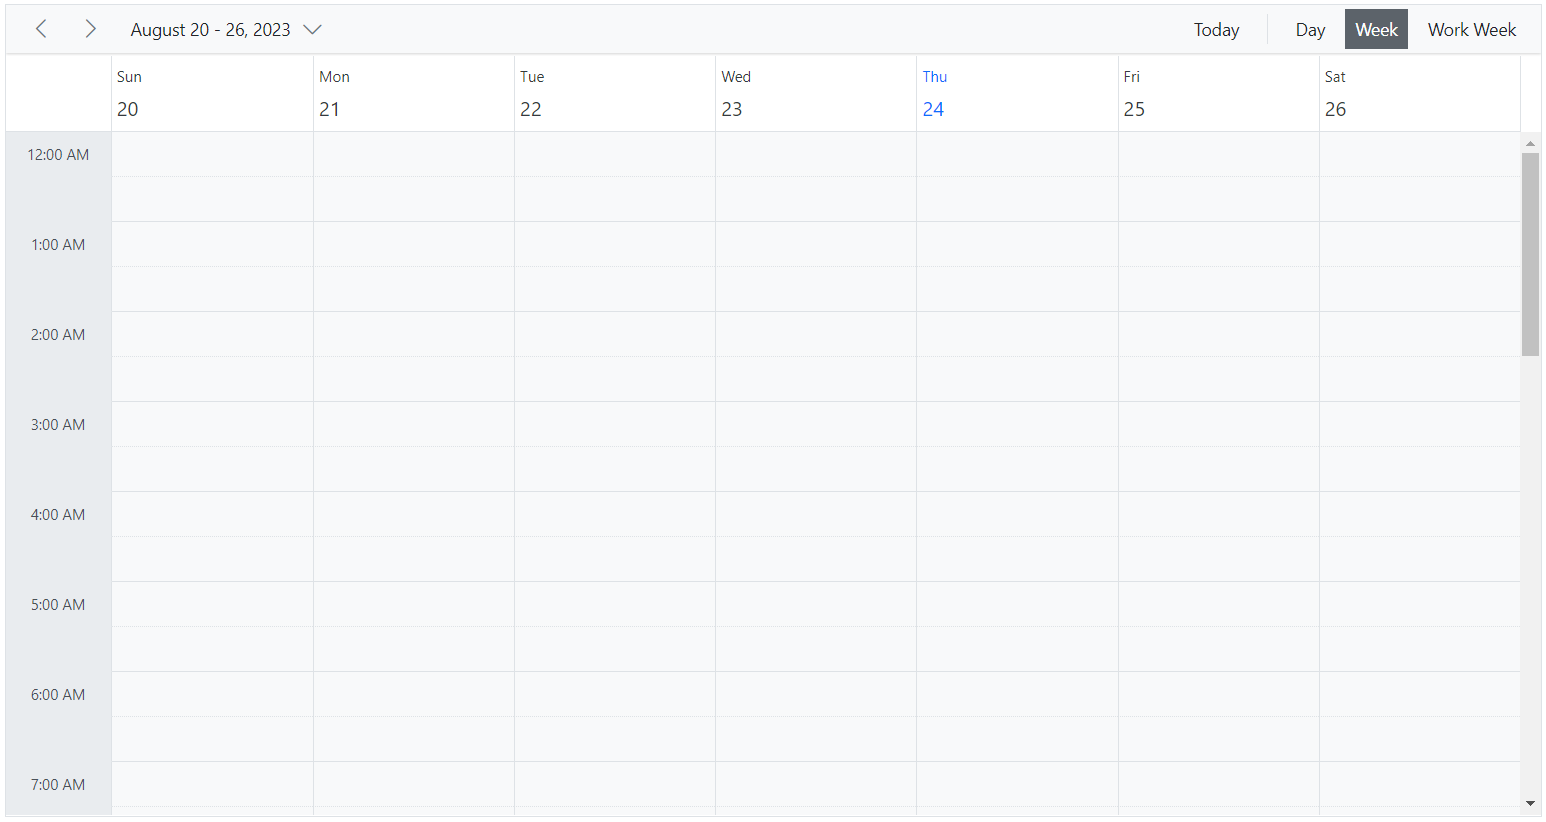 August 20 - 26, 2023 Today Day Week Work Week
Sun Mon Tue Wed Thu Fri Sat
20 21 22 23 24 25 26
12:00 AM
1:00 AM
2:00 AM
3:00 AM
4:00 AM
5:00 AM
6:00 AM
7:00 AM